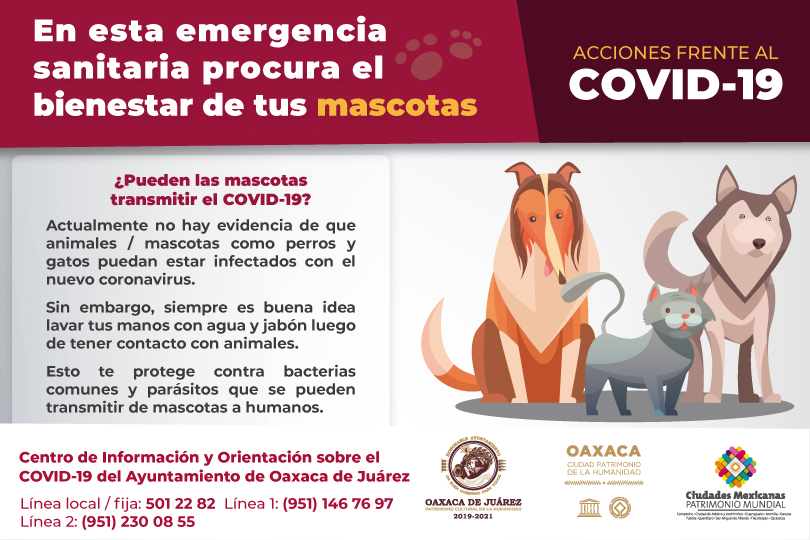 En esta emergencia
sanitaria procura el
bienestar de tus mascotas
ACCIONES FRENTE AL
COVID-19
¿Pueden las mascotas
transmitir el COVID-19?
Actualmente no hay evidencia de que
animales / mascotas como perros y
gatos puedan estar infectados con el
nuevo coronavirus.
Sin embargo, siempre es buena idea
lavar tus manos con agua y jabón luego
de tener contacto con animales.
Esto te protege contra bacterias
comunes y parásitos que se pueden
transmitir de mascotas a humanos.
Centro de Información y Orientación sobre el
COVID-19 del Ayuntamiento de Oaxaca de Juárez
Línea local / fija: 501 22 82 Línea 1: (951) 146 76 97
Línea 2: (951) 230 08 55
OAXACA DE JUÁREZ
PATRIMONIO CULTURAL DE LA HUMANIDAD
2019-2021
OAXACA
CIUDAD PATRIMONIO
DE LA HUMANIDAD
Ciudades Mexicanas
PATRIMONIO MUNDIAL